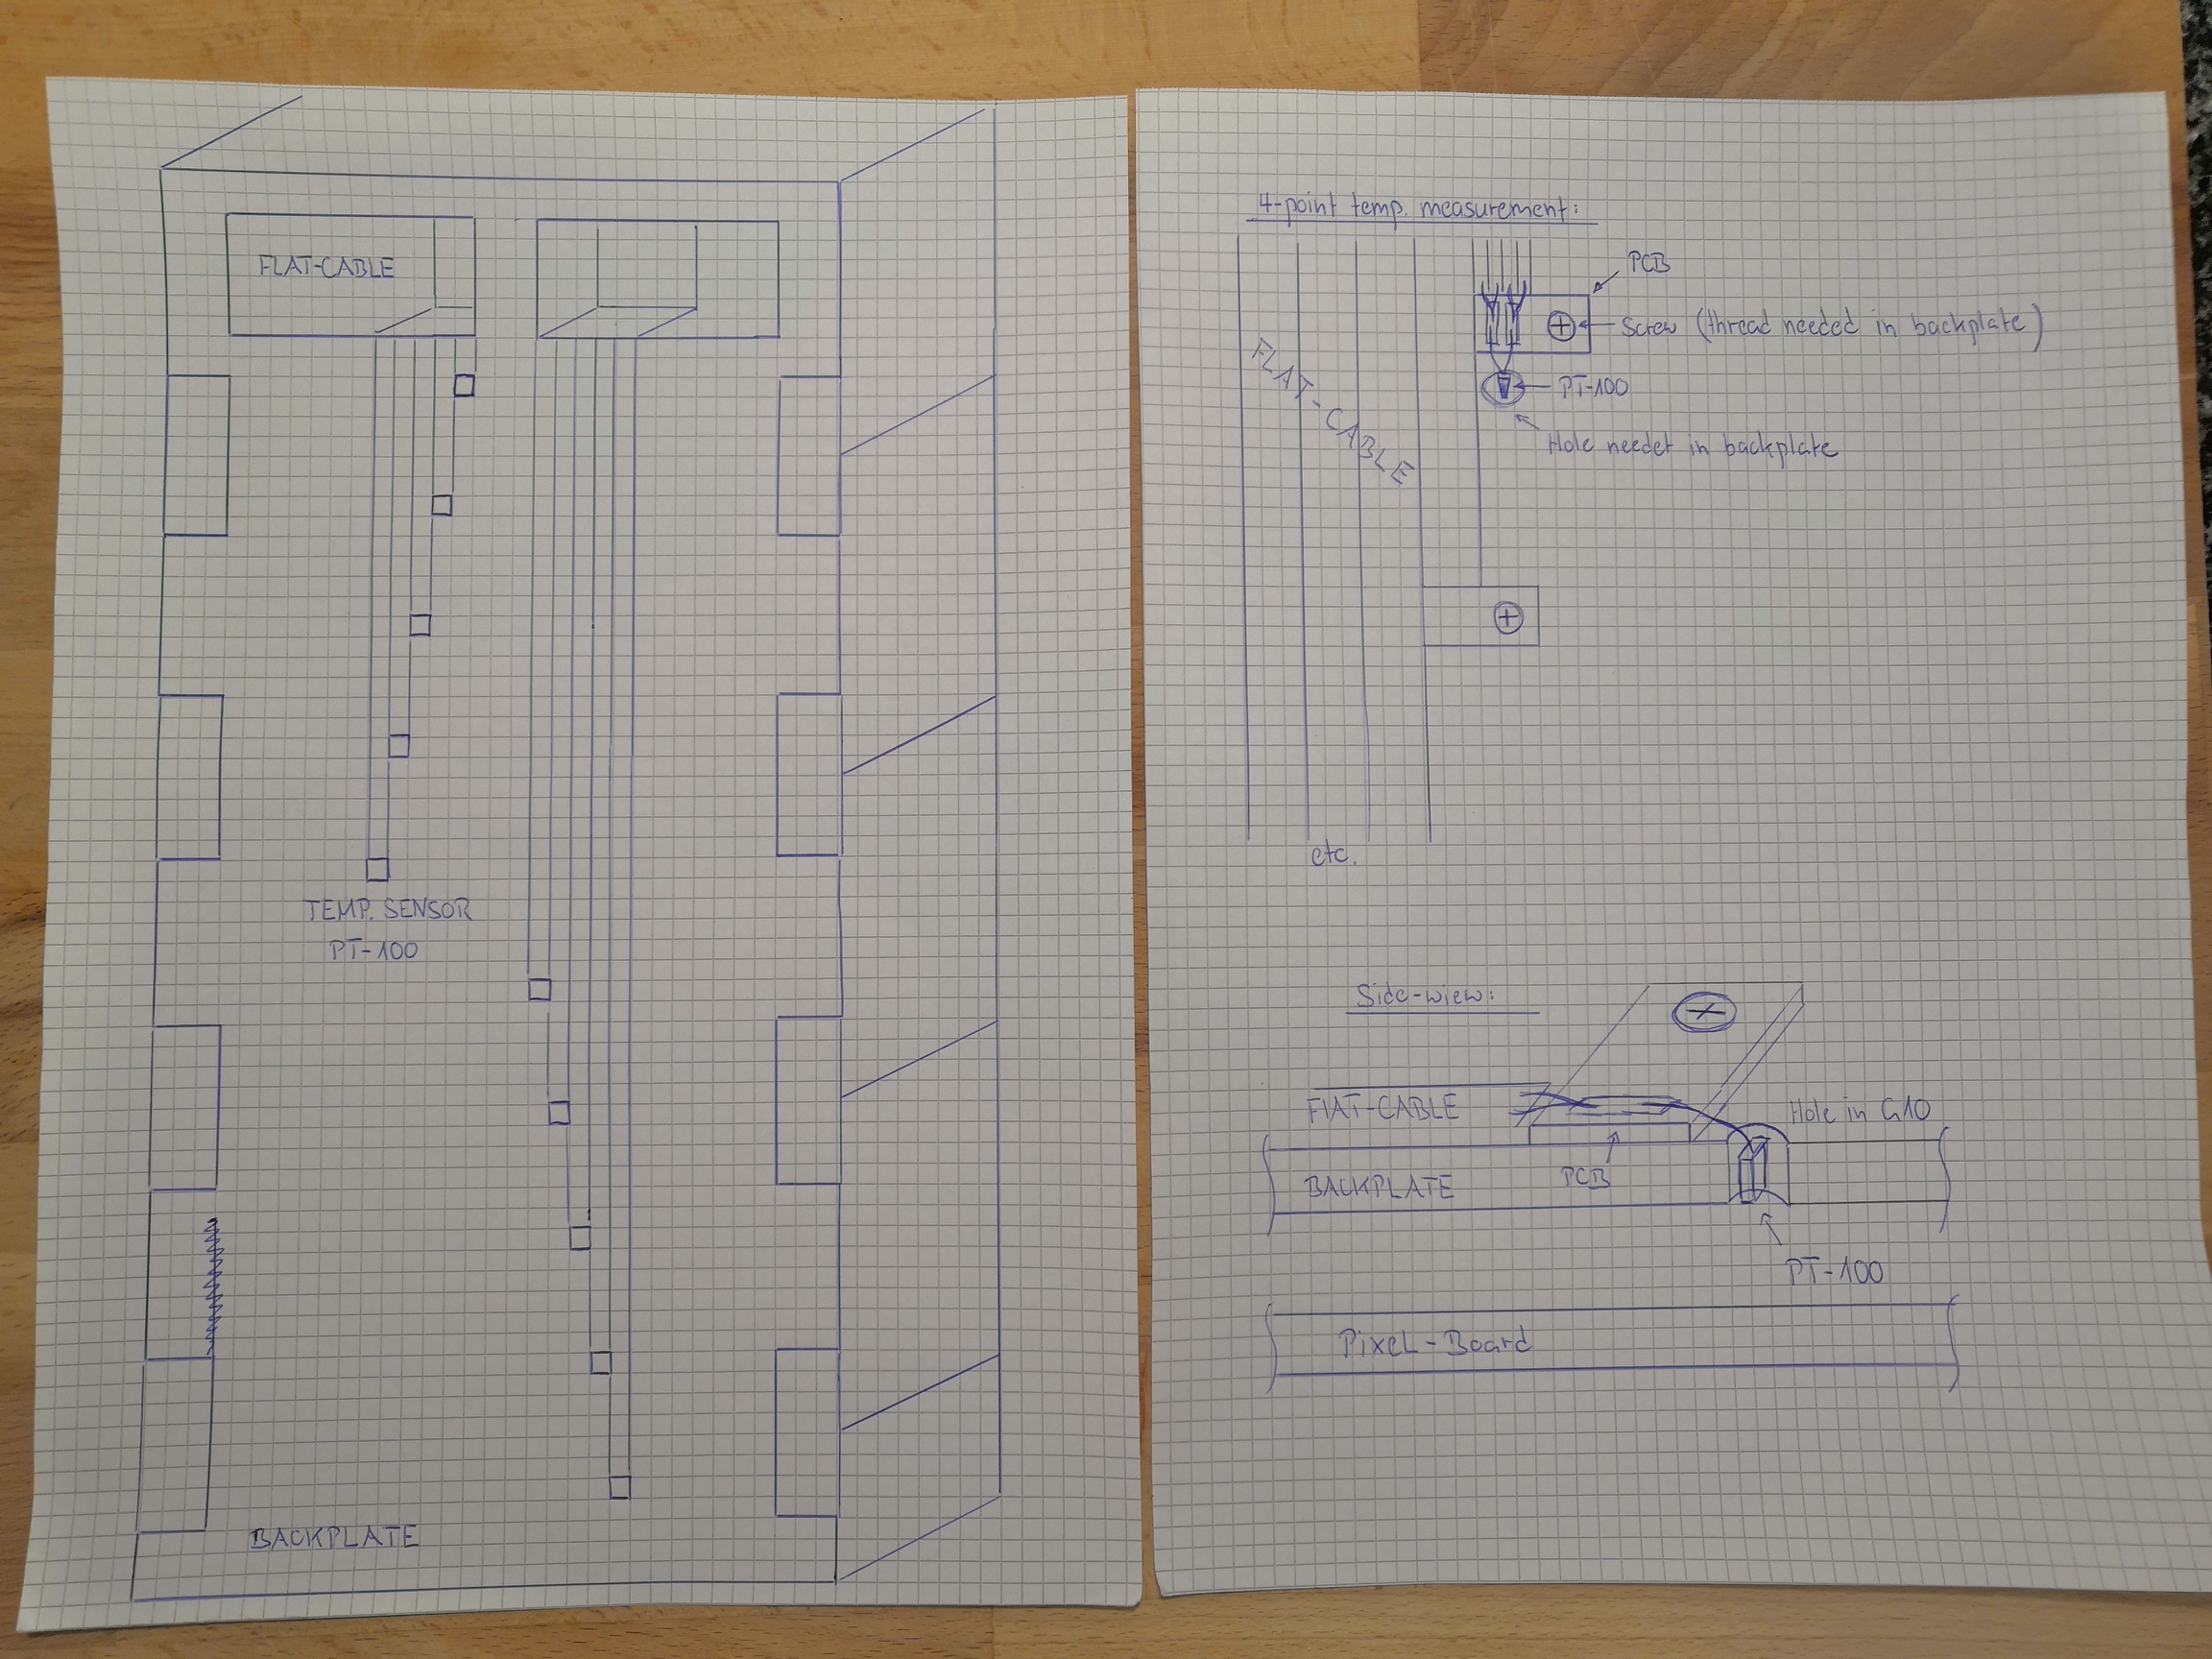 FLAT-CABLE
TEMP. SENSOR
PT-100
BACKPLATE
4-point temp. measurement:
PCB
Screw (thread needed in backplate)
FLAT-CABLE
PT-100
Hole needet in backplate
etc.
Side-wiew:
FLAT-CABLE
Hole in G10
BACKPLATE
PCB
PT-100
PixeL-Board